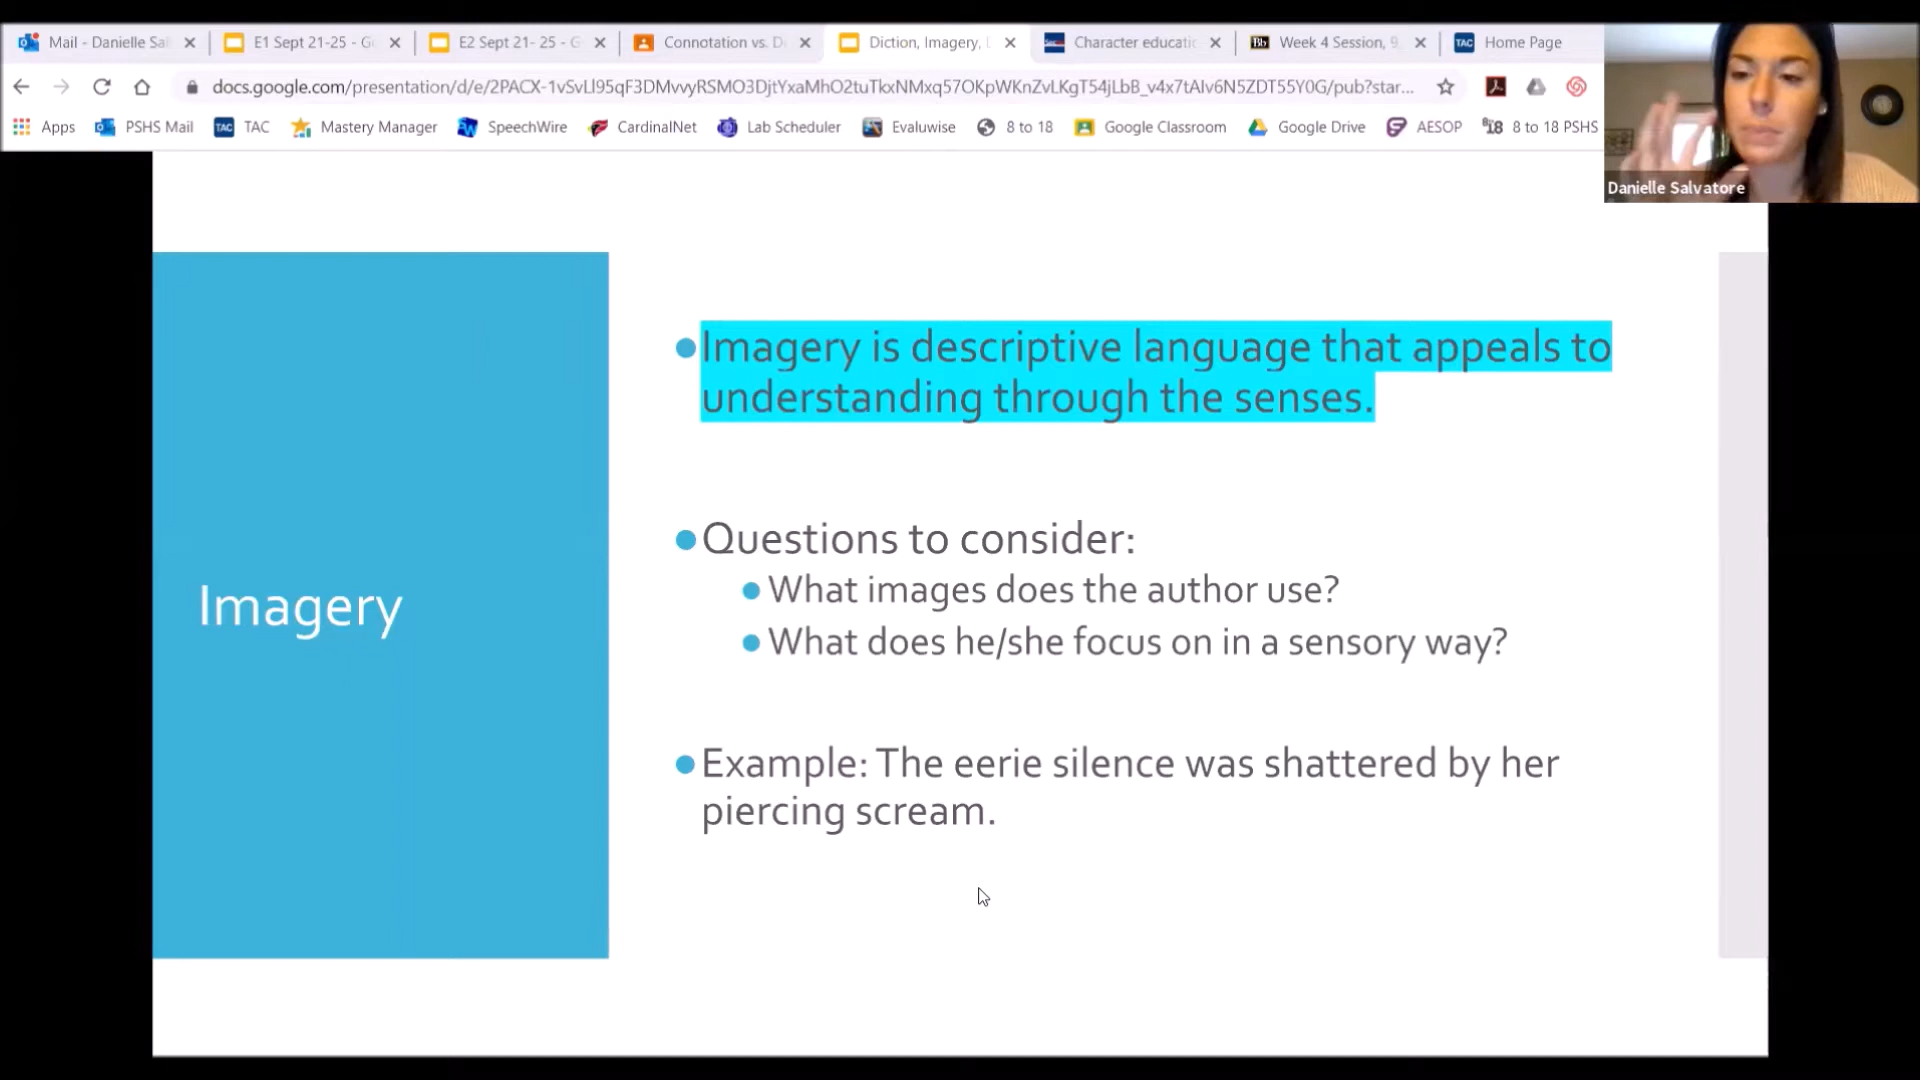 Mail - Danielle Sa
E1 Sept 21-25 - G
E2 Sept 21- 25 - G
Connotation vs. D
Diction, Imagery,
Character educati
Week 4 Session, 9
Home Page
docs.google.com/presentation/d/e/2PACX-1vSvLl95qF3DMvvyRSMO3DjtYxaMhO2tuTkxNMxq57OKpWKnZvLKgT54jLbB_v4x7tAIv6N5ZDT55Y0G/pub?star...
Apps
PSHS Mail
TAC
Mastery Manager
SpeechWire
CardinalNet
Lab Scheduler
Evaluwise
8 to 18
Google Classroom
Google Drive
AESOP
8 to 18 PSHS
Danielle Salvatore
Imagery
Imagery is descriptive language that appeals to
understanding through the senses.
Questions to consider:
What images does the author use?
What does he/she focus on in a sensory way?
Example: The eerie silence was shattered by her
piercing scream.